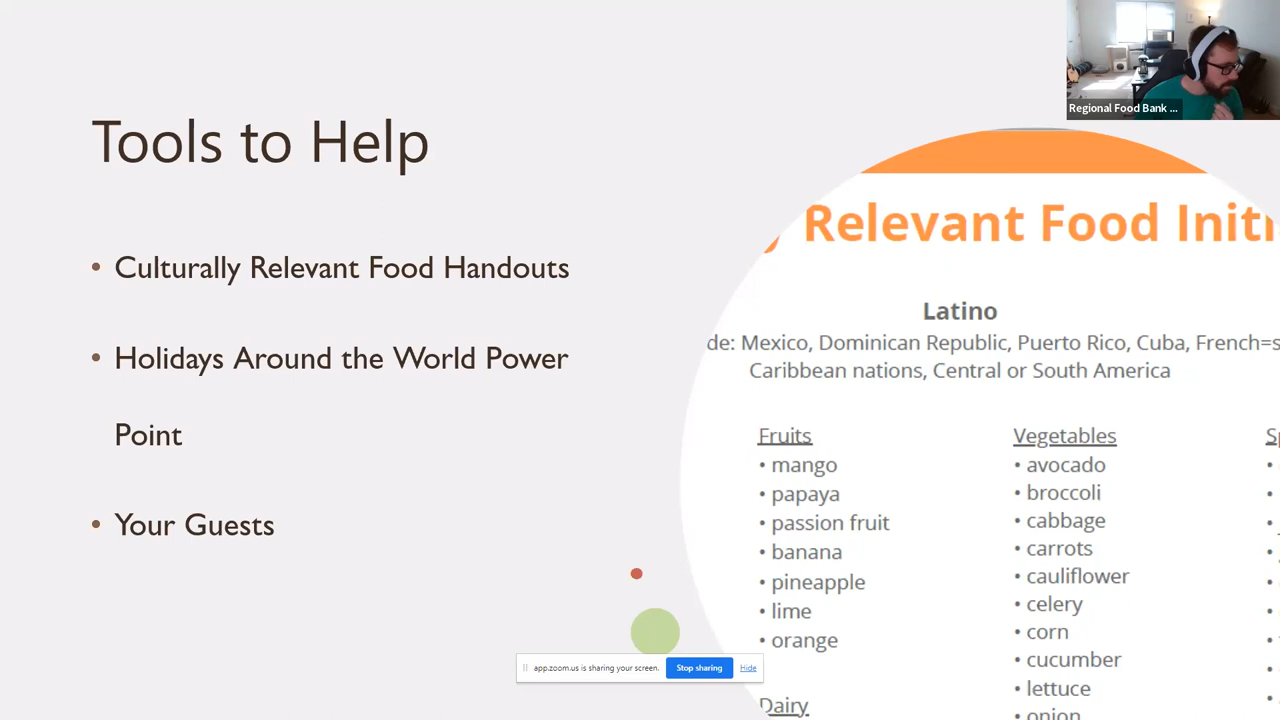 Regional Food Bank ...
Tools to Help
• Culturally Relevant Food Handouts
• Holidays Around the World Power
Point
• Your Guests
Relevant Food Initi
Latino
de: Mexico, Dominican Republic, Puerto Rico, Cuba, French=s
Caribbean nations, Central or South America
Fruits
• mango
• papaya
• passion fruit
• banana
• pineapple
• lime
• orange
Dairy
Vegetables
• avocado
• broccoli
• cabbage
• carrots
• cauliflower
• celery
• corn
• cucumber
• lettuce
• onion
app.zoom.us is sharing your screen.
Stop sharing
Hide